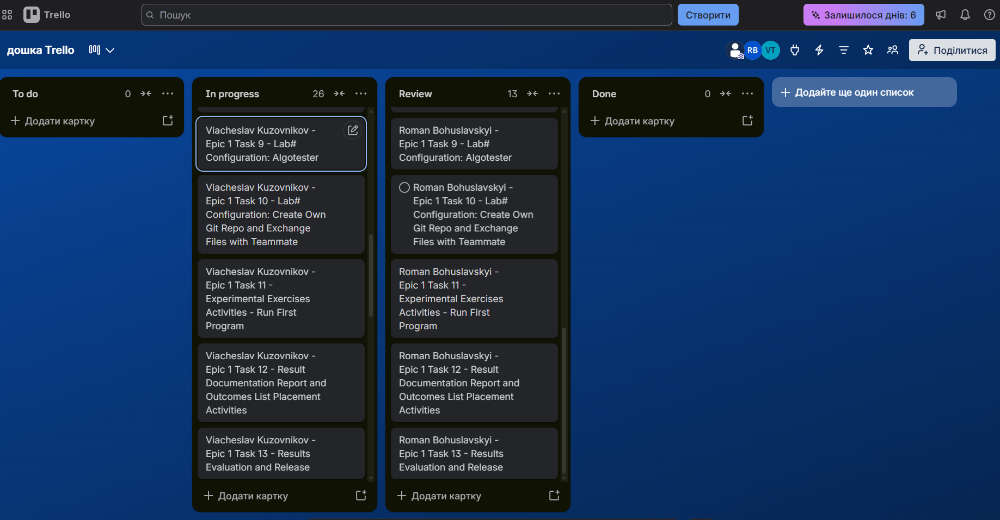 Trello
Пошук
Створити
Залишилося днів: 6
дошка Trello
RB
VT
Поділитися
To do
0
Додати картку
In progress
26
Viacheslav Kuzovnikov -
Epic 1 Task 9 - Lab#
Configuration: Algotester
Viacheslav Kuzovnikov -
Epic 1 Task 10 - Lab#
Configuration: Create Own
Git Repo and Exchange
Files with Teammate
Viacheslav Kuzovnikov -
Epic 1 Task 11 -
Experimental Exercises
Activities - Run First
Program
Viacheslav Kuzovnikov -
Epic 1 Task 12 - Result
Documentation Report and
Outcomes List Placement
Activities
Viacheslav Kuzovnikov -
Epic 1 Task 13 - Results
Evaluation and Release
Додати картку
Review
13
Roman Bohuslavskyi -
Epic 1 Task 9 - Lab#
Configuration: Algotester
Roman Bohuslavskyi -
Epic 1 Task 10 - Lab#
Configuration: Create Own
Git Repo and Exchange
Files with Teammate
Roman Bohuslavskyi -
Epic 1 Task 11 -
Experimental Exercises
Activities - Run First
Program
Roman Bohuslavskyi -
Epic 1 Task 12 - Result
Documentation Report and
Outcomes List Placement
Activities
Roman Bohuslavskyi -
Epic 1 Task 13 - Results
Evaluation and Release
Додати картку
Done
0
Додати картку
Додайте ще один список